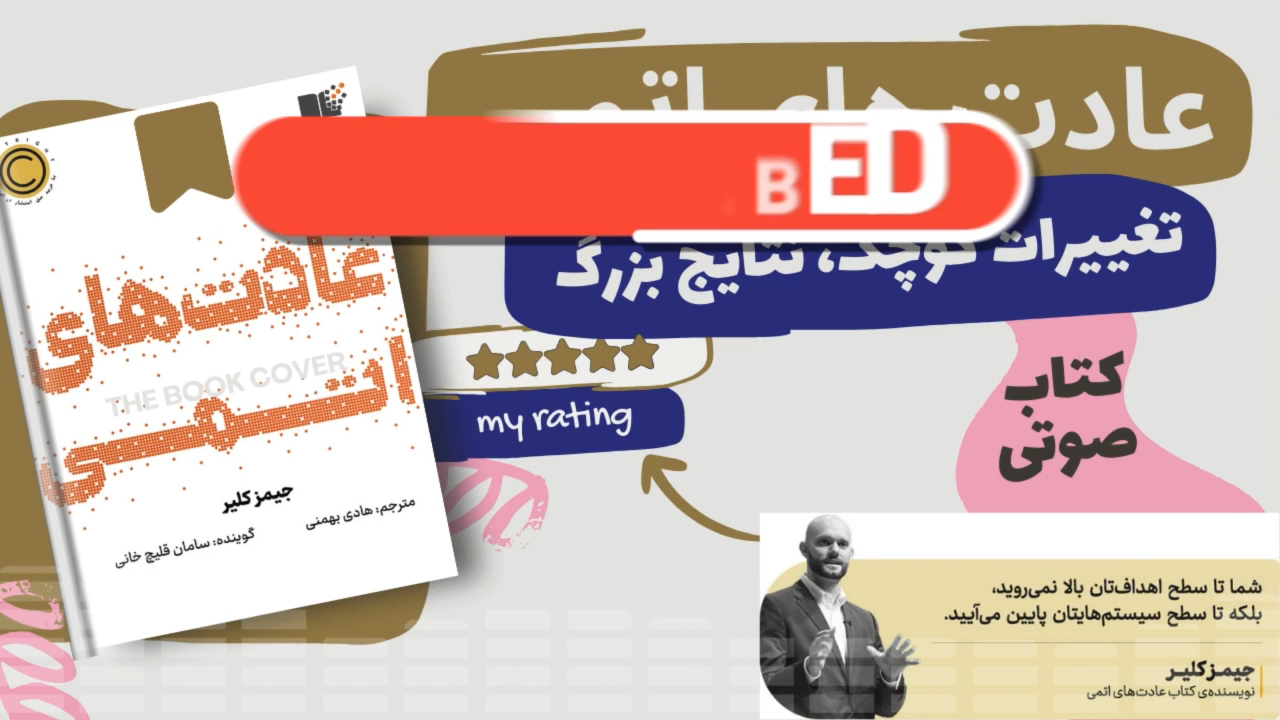 عادت‌های اتمی
BED
تغییرات کوچک، نتایج بزرگ
my rating
کتاب
صوتی
عادت‌های
اتمی
THE BOOK COVER
جیمز کلیر
مترجم: هادی بهمنی
گوینده: سامان قلیچ خانی
شما تا سطح اهداف‌تان بالا نمی‌روید،
بلکه تا سطح سیستم‌هایتان پایین می‌آیید.
جیمز کلیر
نویسنده‌ی کتاب عادت‌های اتمی